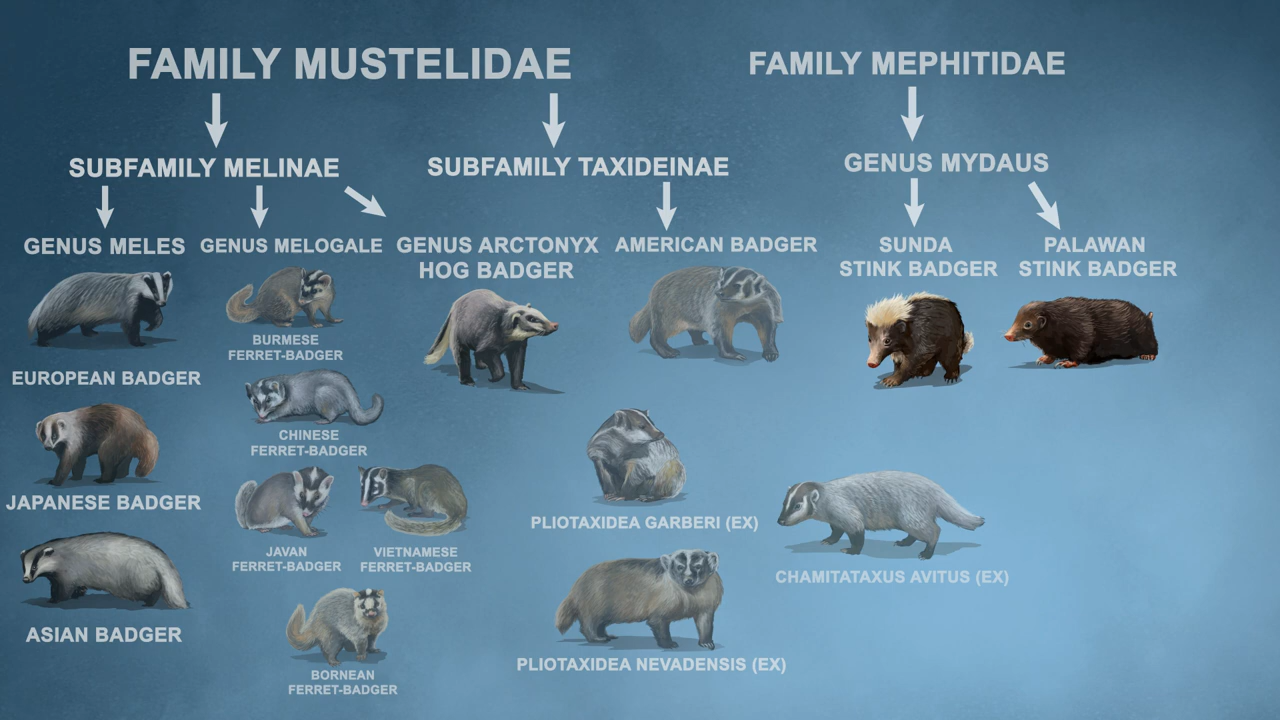 FAMILY MUSTELIDAE
FAMILY MEPHITIDAE
SUBFAMILY MELINAE
SUBFAMILY TAXIDEINAE
GENUS MYDAUS
GENUS MELES
GENUS MELOGALE
GENUS ARCTONYX
HOG BADGER
AMERICAN BADGER
SUNDA
STINK BADGER
PALAWAN
STINK BADGER
BURMESE
FERRET-BADGER
EUROPEAN BADGER
CHINESE
FERRET-BADGER
JAPANESE BADGER
JAVAN
FERRET-BADGER
VIETNAMESE
FERRET-BADGER
PLIOTAXIDEA GARBERI (EX)
CHAMITATAXUS AVITUS (EX)
ASIAN BADGER
BORNEAN
FERRET-BADGER
PLIOTAXIDEA NEVADENSIS (EX)